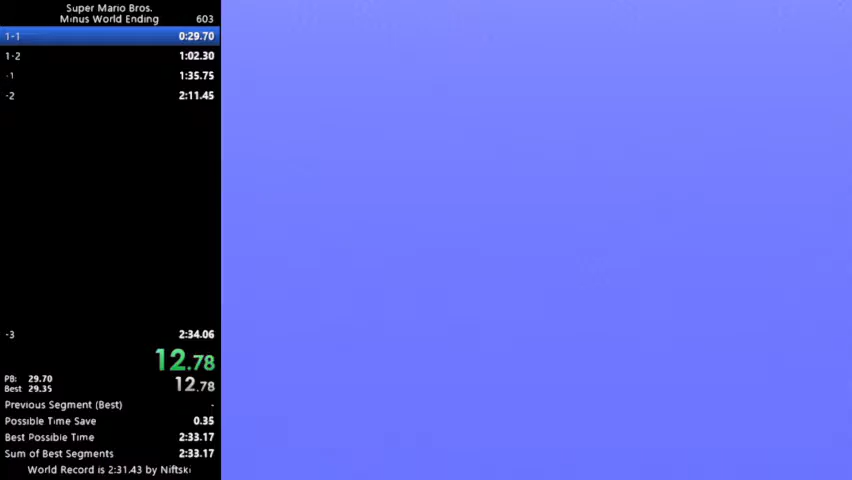 Super Mario Bros.
Minus World Ending 603
1-1 0:29.70
1-2 1:02.30
-1 1:35.75
-2 2:11.45
-3 2:34.06
12.78
PB: 29.70
Best 29.35
12.78
Previous Segment (Best) -
Possible Time Save 0.35
Best Possible Time 2:33.17
Sum of Best Segments 2:33.17
World Record is 2:31.43 by Niftski